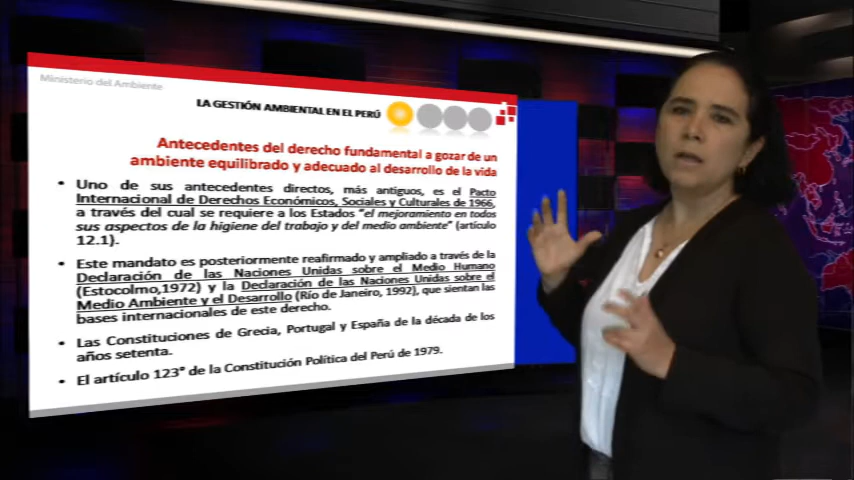 Ministerio del Ambiente
LA GESTIÓN AMBIENTAL EN EL PERÚ
Antecedentes del derecho fundamental a gozar de un
ambiente equilibrado y adecuado al desarrollo de la vida
• Uno de sus antecedentes directos, más antiguos, es el Pacto
Internacional de Derechos Económicos, Sociales y Culturales de 1966,
a través del cual se requiere a los Estados "el mejoramiento en todos
sus aspectos de la higiene del trabajo y del medio ambiente" (artículo
12.1).
• Este mandato es posteriormente reafirmado y ampliado a través de la
Declaración de las Naciones Unidas sobre el Medio Humano
(Estocolmo,1972) y la Declaración de las Naciones Unidas sobre el
Medio Ambiente y el Desarrollo (Río de Janeiro, 1992), que sientan las
bases internacionales de este derecho.
• Las Constituciones de Grecia, Portugal y España de la década de los
años setenta.
• El artículo 123° de la Constitución Política del Perú de 1979.